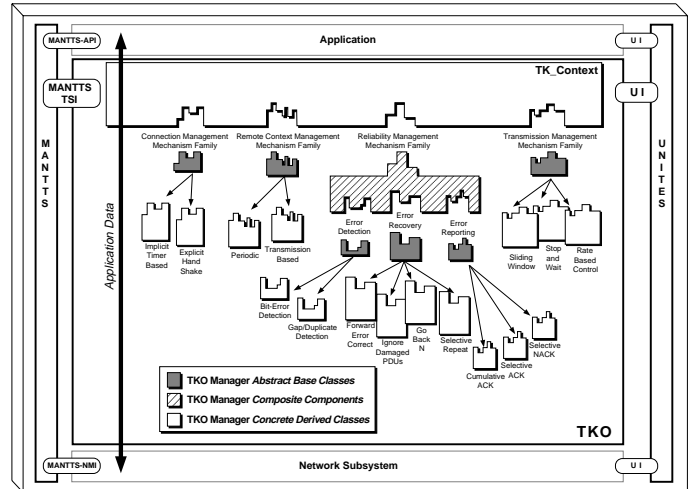 MANTTS-API
Application
U I
TK_Context
MANTTS
TSI
U I
MANTTS
UNITES
Application Data
Connection Management
Mechanism Family
Remote Context Management
Mechanism Family
Reliability Management
Mechanism Family
Transmission Management
Mechanism Family
Implicit
Timer
Based
Explicit
Hand
Shake
Periodic
Transmission
Based
Error
Detection
Error
Recovery
Error
Reporting
Sliding
Window
Stop
and
Wait
Rate
Based
Control
Bit-Error
Detection
Gap/Duplicate
Detection
Forward
Error
Correct
Ignore
Damaged
PDUs
Go
Back
N
Selective
Repeat
Cumulative
ACK
Selective
ACK
Selective
NACK
TKO Manager Abstract Base Classes
TKO Manager Composite Components
TKO Manager Concrete Derived Classes
TKO
MANTTS-NMI
Network Subsystem
U I